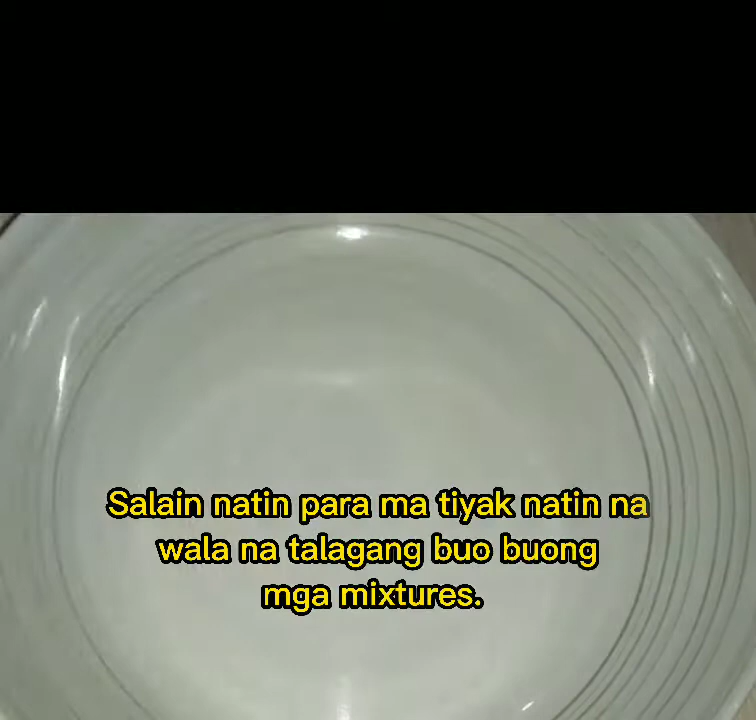 Salain natin para ma tiyak natin na
wala na talagang buo buong
mga mixtures.